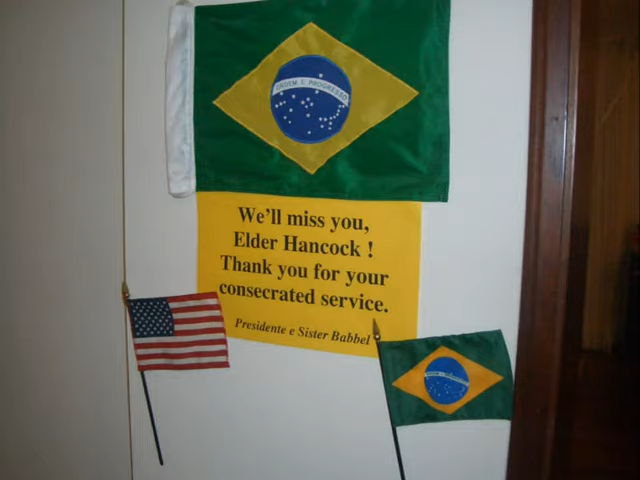 ORDEM E PROGRESSO
We'll miss you,
Elder Hancock !
Thank you for your
consecrated service.
Presidente e Sister Babbel